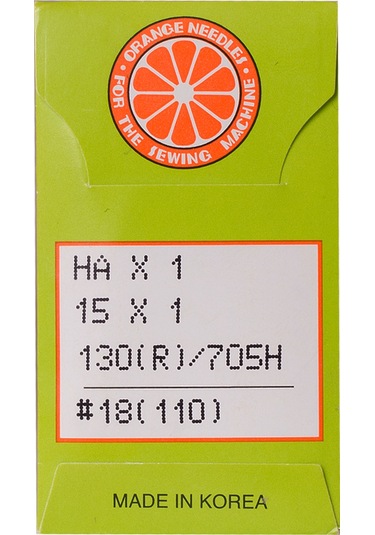 • ORANGE NEEDLES •
FOR THE SEWING MACHINE
HA X 1
15 X 1
130(R)/705H
#18(110)
MADE IN KOREA